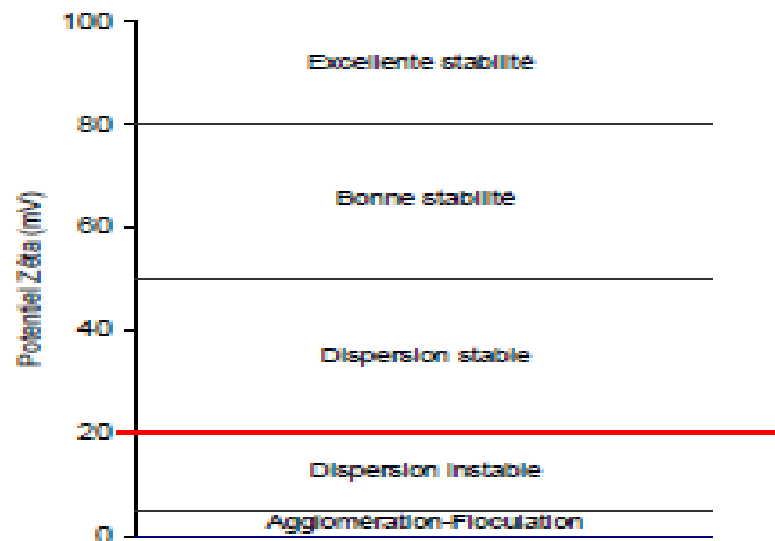 100
Excellente stabilité
80
Bonne stabilité
60
Potentiel Zêta (mV)
40
Dispersion stable
20
Dispersion instable
Agglomération-Floculation
0